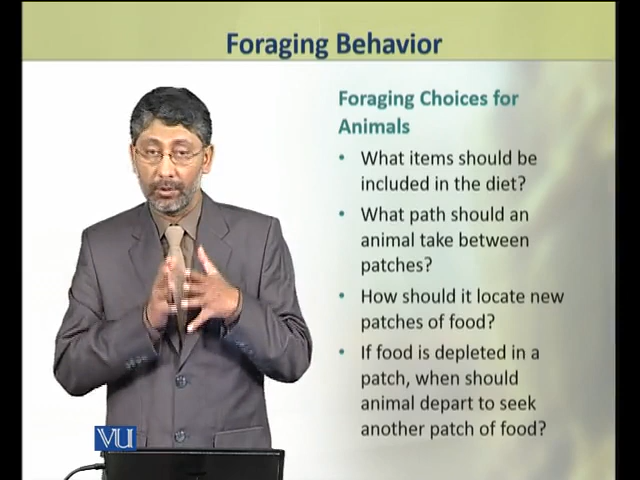 Foraging Behavior
Foraging Choices for
Animals
• What items should be
included in the diet?
• What path should an
animal take between
patches?
• How should it locate new
patches of food?
• If food is depleted in a
patch, when should
animal depart to seek
another patch of food?
VU